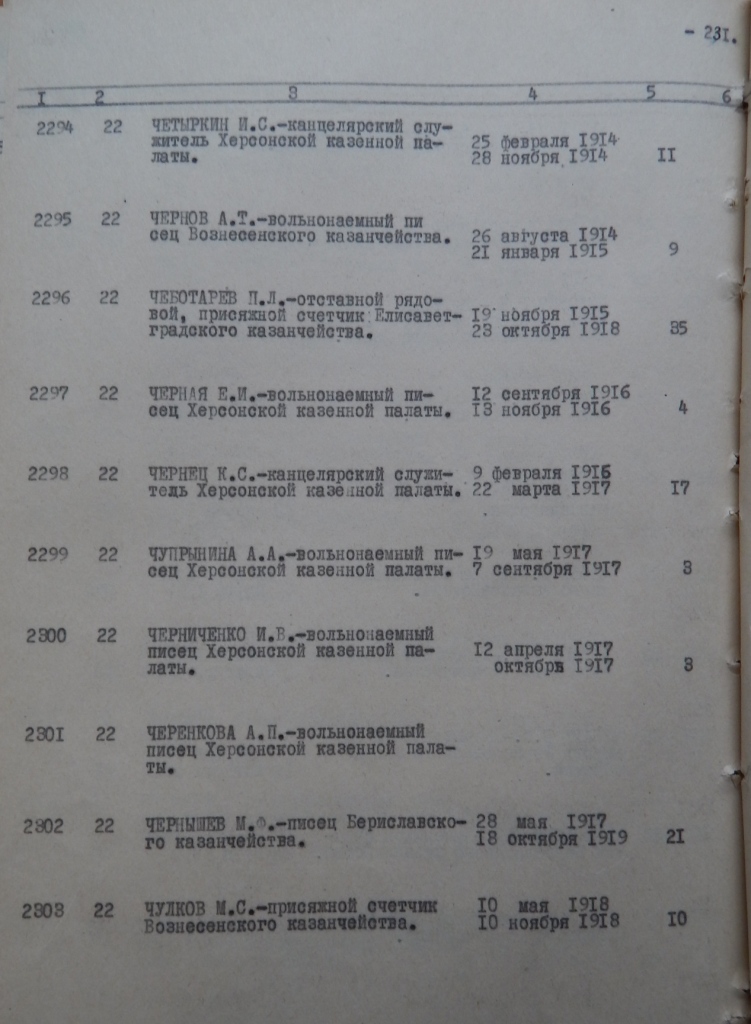 - 231.
I 2 3 4 5 6
2294 22 ЧЕТЫРКИН И.С.-канцелярский слу-
житель Херсонской казенной па- 25 февраля 1914
латы. 28 ноября 1914 II
2295 22 ЧЕРНОВ А.Т.-вольнонаемный пи
сец Вознесенского казанчейства. 26 августа 1914
21 января 1915 9
2296 22 ЧЕБОТАРЕВ П.Л.-отставной рядо-
вой, присяжной счетчик Елисавет- 19 ноября 1915
градского казанчейства. 23 октября 1918 35
2297 22 ЧЕРНАЯ Е.И.-вольнонаемный пи- 12 сентября 1916
сец Херсонской казенной палаты. 13 ноября 1916 4
2298 22 ЧЕРНЕЦ К.С.-канцелярский служи- 9 февраля 1916
тель Херсонской казенной палаты. 22 марта 1917 17
2299 22 ЧУПРЫНИНА А.А.-вольнонаемный пи- 19 мая 1917
сец Херсонской казенной палаты. 7 сентября 1917 3
2300 22 ЧЕРНИЧЕНКО И.В.-вольнонаемный
писец Херсонской казенной па- 12 апреля 1917
латы. октября 1917 3
2301 22 ЧЕРЕНКОВА А.П.-вольнонаемный
писец Херсонской казенной пала-
ты.
2302 22 ЧЕРНЫШЕВ М.Ф.-писец Бериславско- 28 мая 1917
го казанчейства. 18 октября 1919 21
2303 22 ЧУЛКОВ М.С.-присяжной счетчик 10 мая 1918
Вознесенского казанчейства. 10 ноября 1918 10